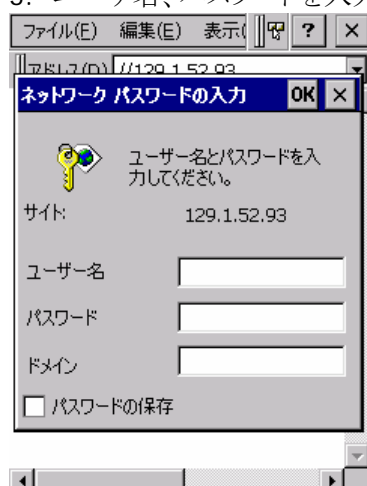 ファイル(F) 編集(E) 表示( ? ×
アドレス(D) //129.1.52.93
ネットワーク パスワードの入力 OK ×
ユーザー名とパスワードを入
力してください。
サイト: 129.1.52.93
ユーザー名
パスワード
ドメイン
パスワードの保存